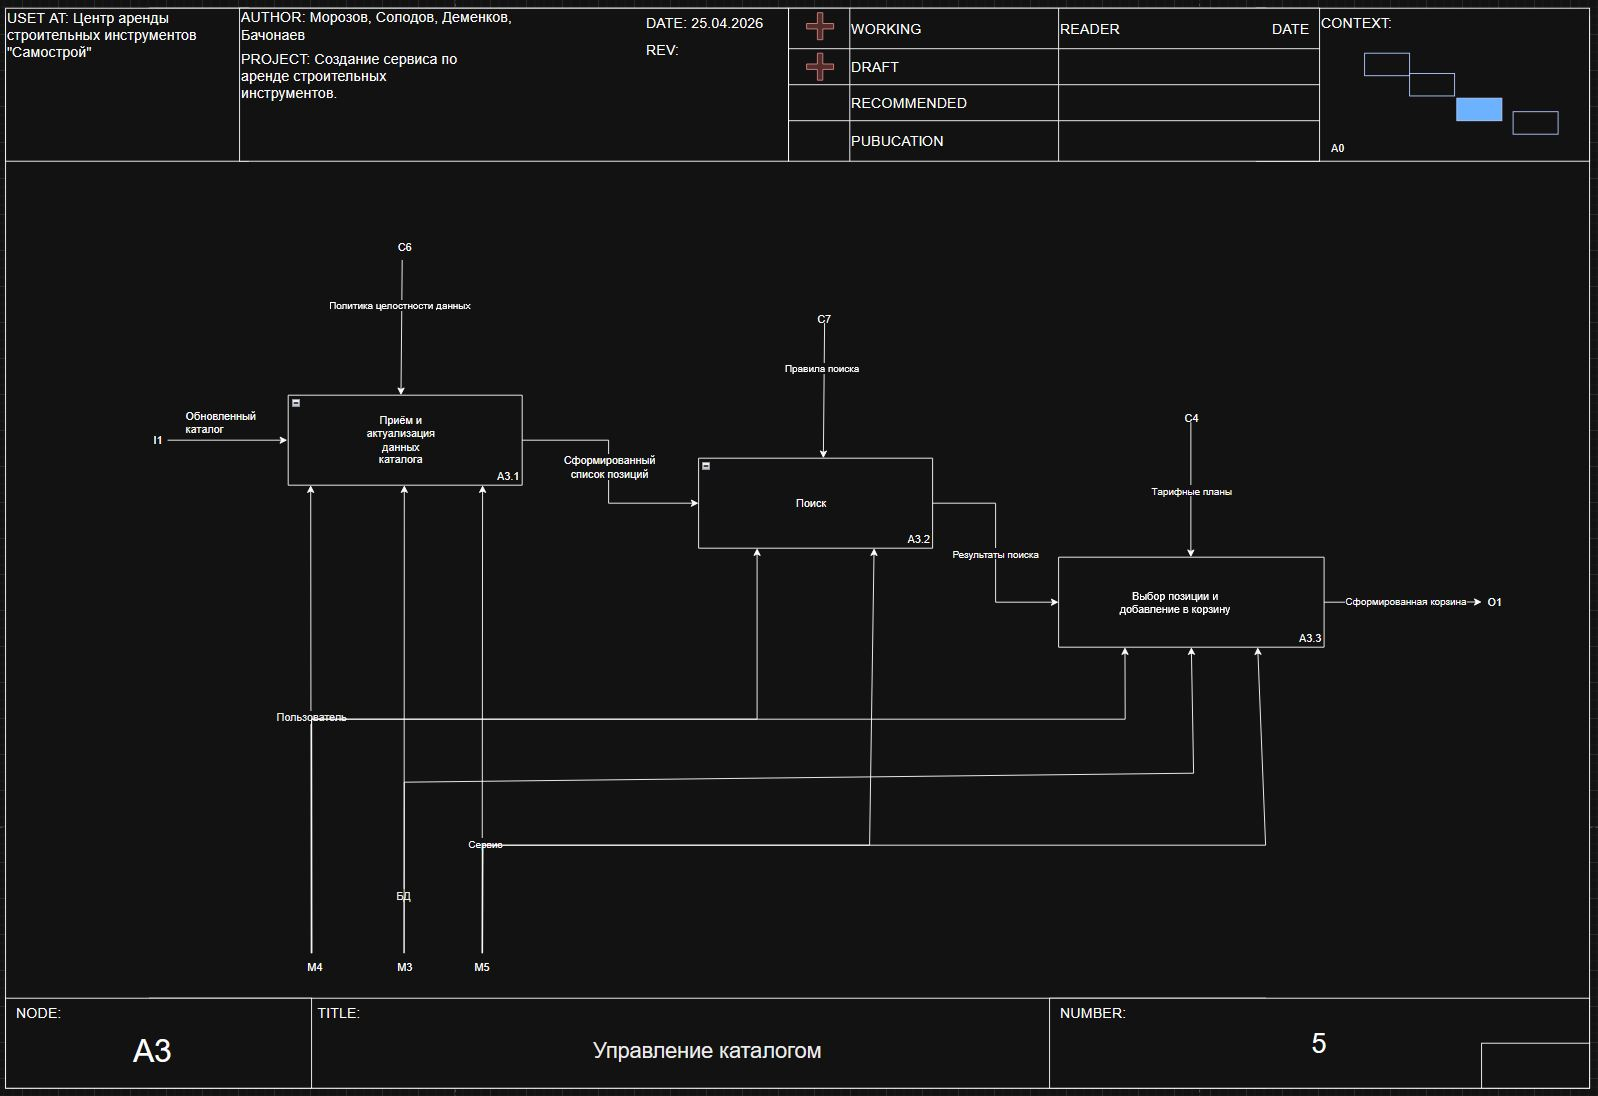 USET AT: Центр аренды
строительных инструментов
"Самострой"
AUTHOR: Морозов, Солодов, Деменков,
Бачонаев
PROJECT: Создание сервиса по
аренде строительных
инструментов.
DATE: 25.04.2026
REV:
WORKING
DRAFT
RECOMMENDED
PUBUCATION
READER
DATE
CONTEXT:
A0
C6
Политика целостности данных
C7
Правила поиска
C4
Тарифные планы
I1
Обновленный
каталог
Приём и
актуализация
данных
каталога
A3.1
Сформированный
список позиций
Поиск
A3.2
Результаты поиска
Выбор позиции и
добавление в корзину
A3.3
Сформированная корзина
O1
Пользователь
Сервис
БД
M4
M3
M5
NODE:
A3
TITLE:
Управление каталогом
NUMBER:
5